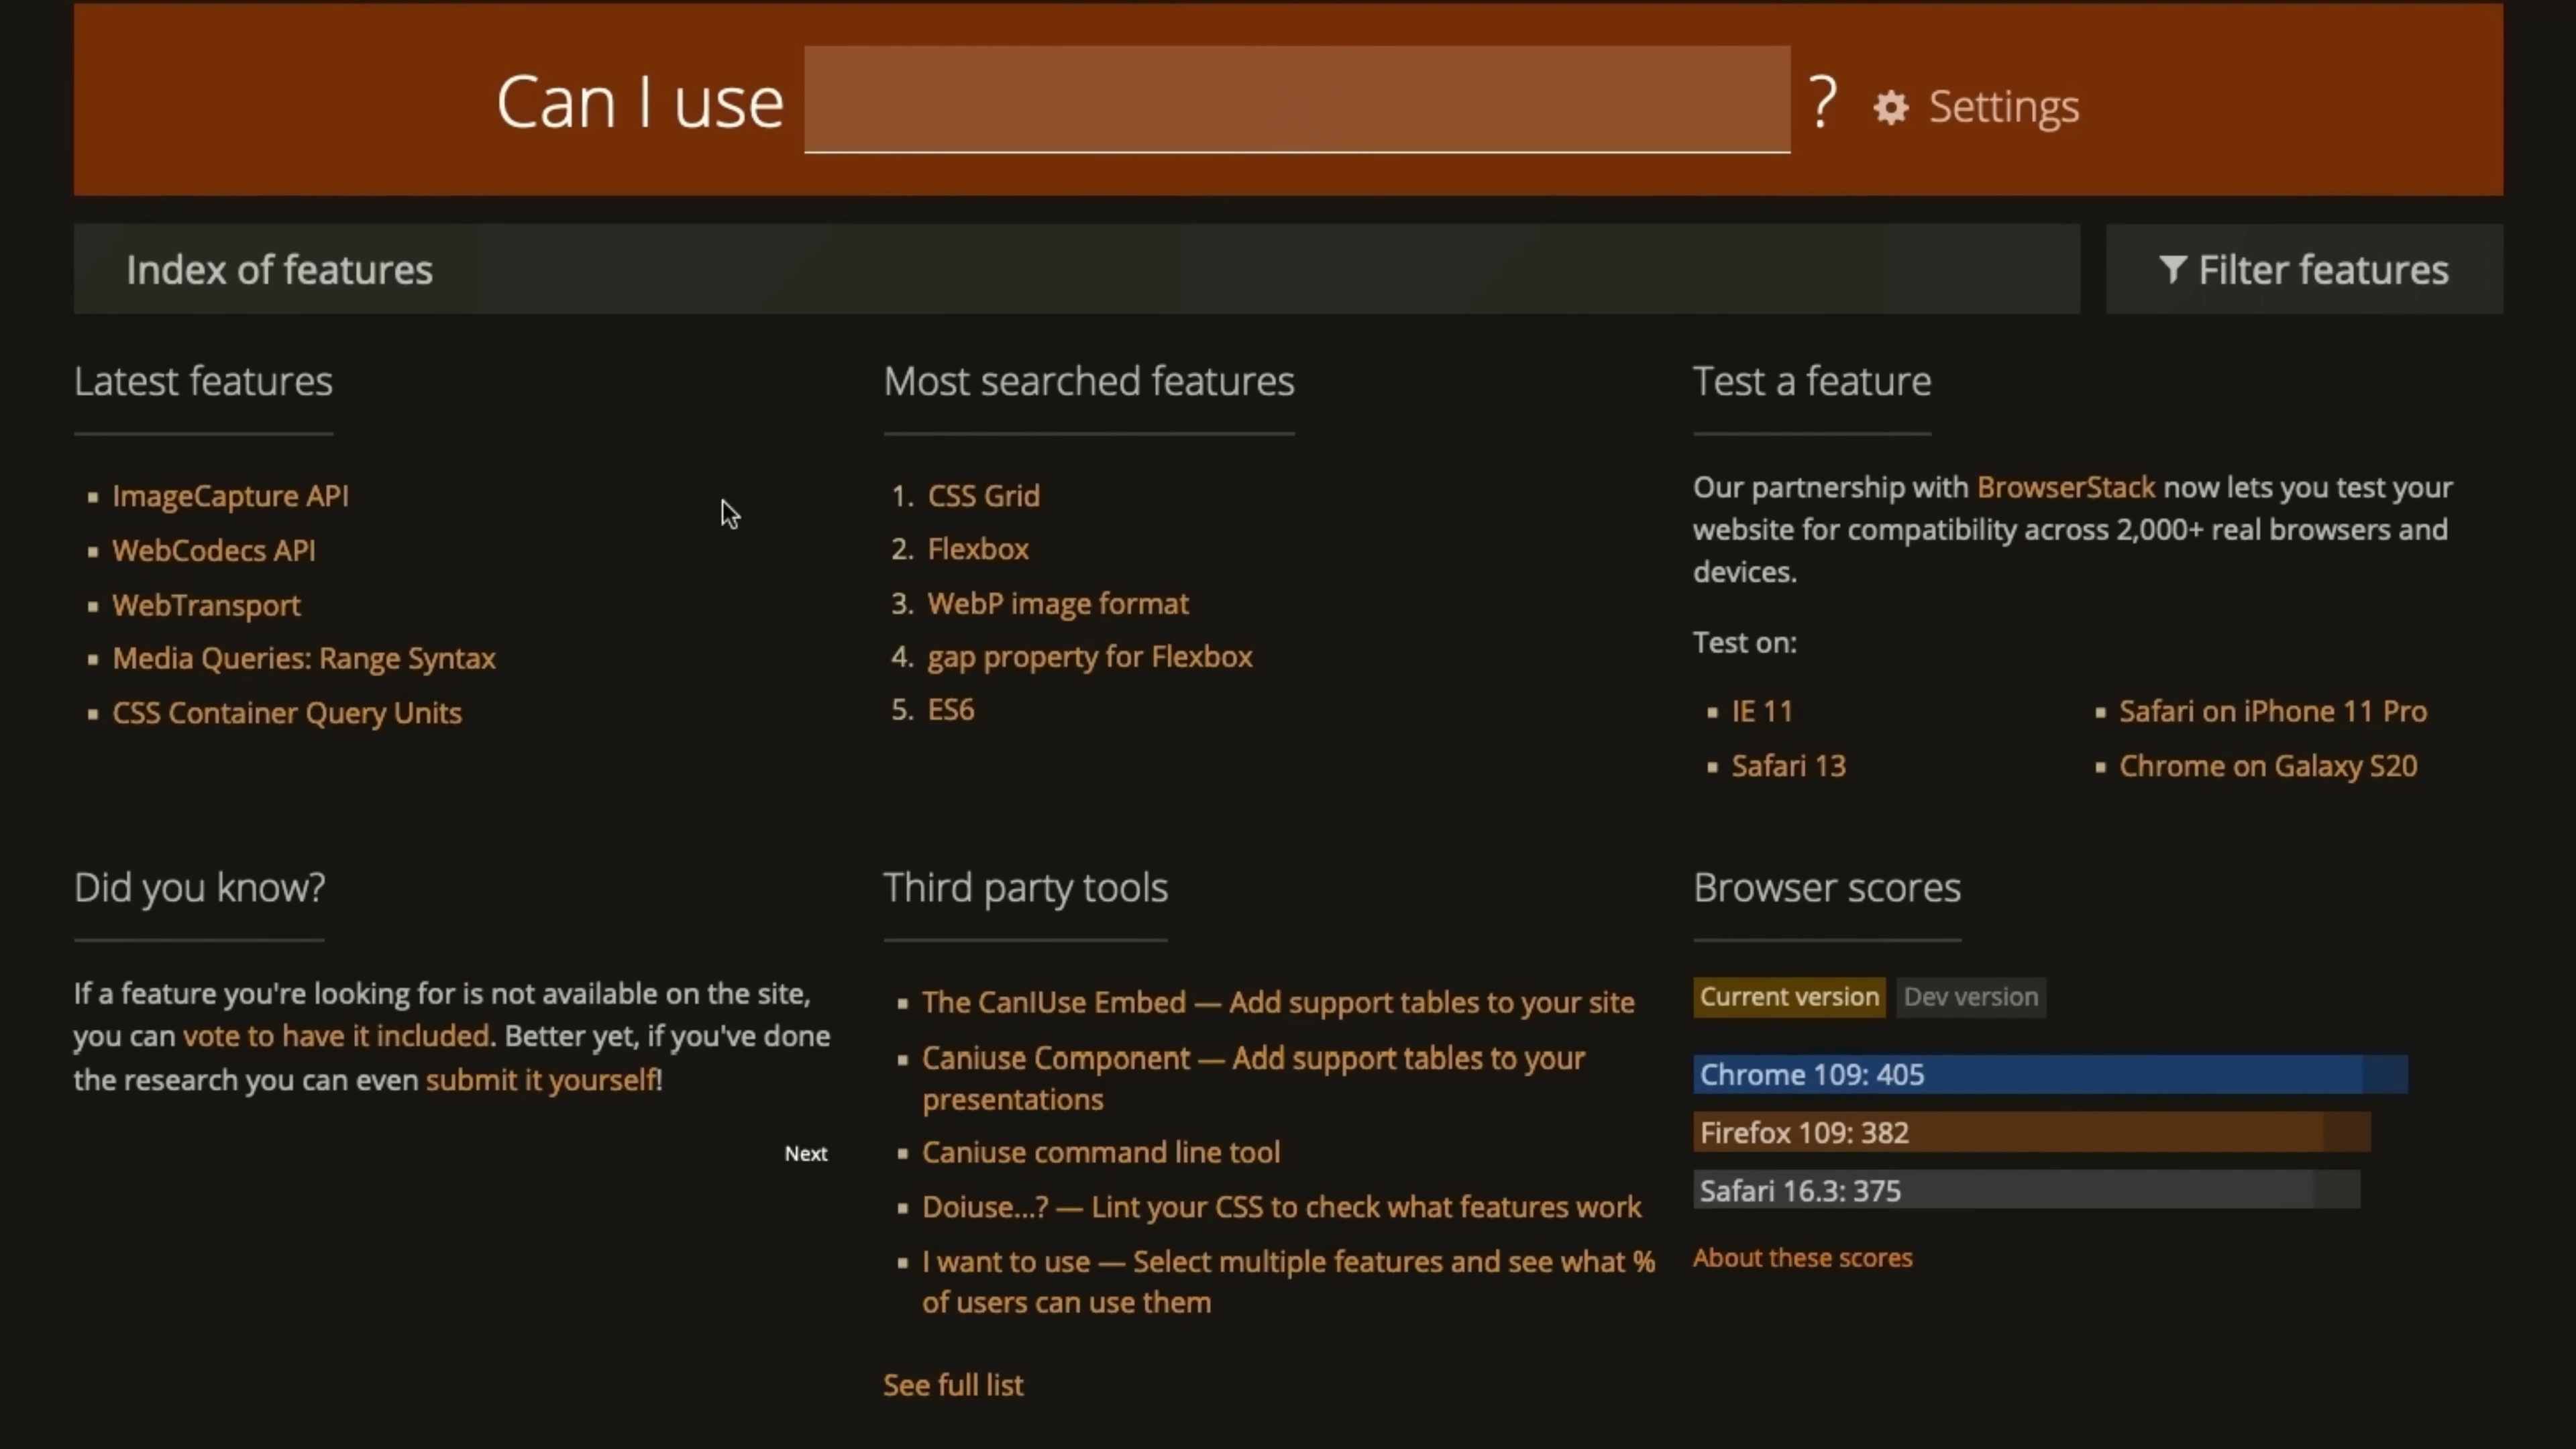 Can I use ? Settings
Index of features
Filter features
Latest features
ImageCapture API
WebCodecs API
WebTransport
Media Queries: Range Syntax
CSS Container Query Units
Most searched features
1. CSS Grid
2. Flexbox
3. WebP image format
4. gap property for Flexbox
5. ES6
Test a feature
Our partnership with BrowserStack now lets you test your
website for compatibility across 2,000+ real browsers and
devices.
Test on:
IE 11
Safari 13
Safari on iPhone 11 Pro
Chrome on Galaxy S20
Did you know?
If a feature you're looking for is not available on the site,
you can vote to have it included. Better yet, if you've done
the research you can even submit it yourself!
Next
Third party tools
The CanIUse Embed — Add support tables to your site
Caniuse Component — Add support tables to your
presentations
Caniuse command line tool
Doiuse...? — Lint your CSS to check what features work
I want to use — Select multiple features and see what %
of users can use them
See full list
Browser scores
Current version Dev version
Chrome 109: 405
Firefox 109: 382
Safari 16.3: 375
About these scores